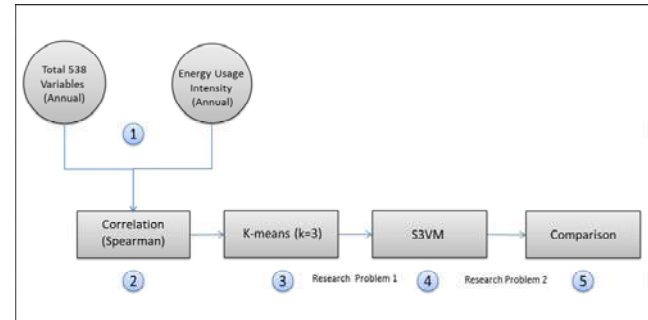 Total 538
Variables
(Annual)
Energy Usage
Intensity
(Annual)
1
Correlation
(Spearman)
K-means (k=3)
S3VM
Comparison
2
3
Research Problem 1
4
Research Problem 2
5